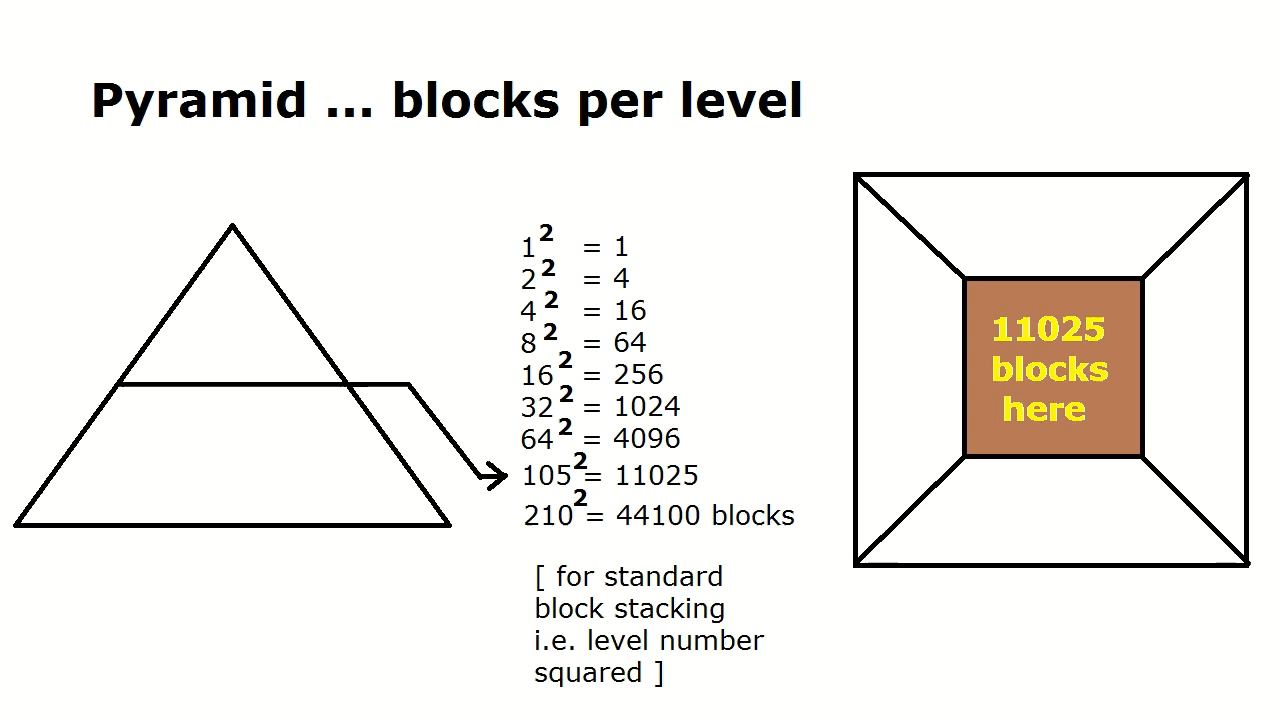 Pyramid ... blocks per level
1² = 1
2² = 4
4² = 16
8² = 64
16² = 256
32² = 1024
64² = 4096
105² = 11025
210² = 44100 blocks
[ for standard
block stacking
i.e. level number
squared ]
11025
blocks
here